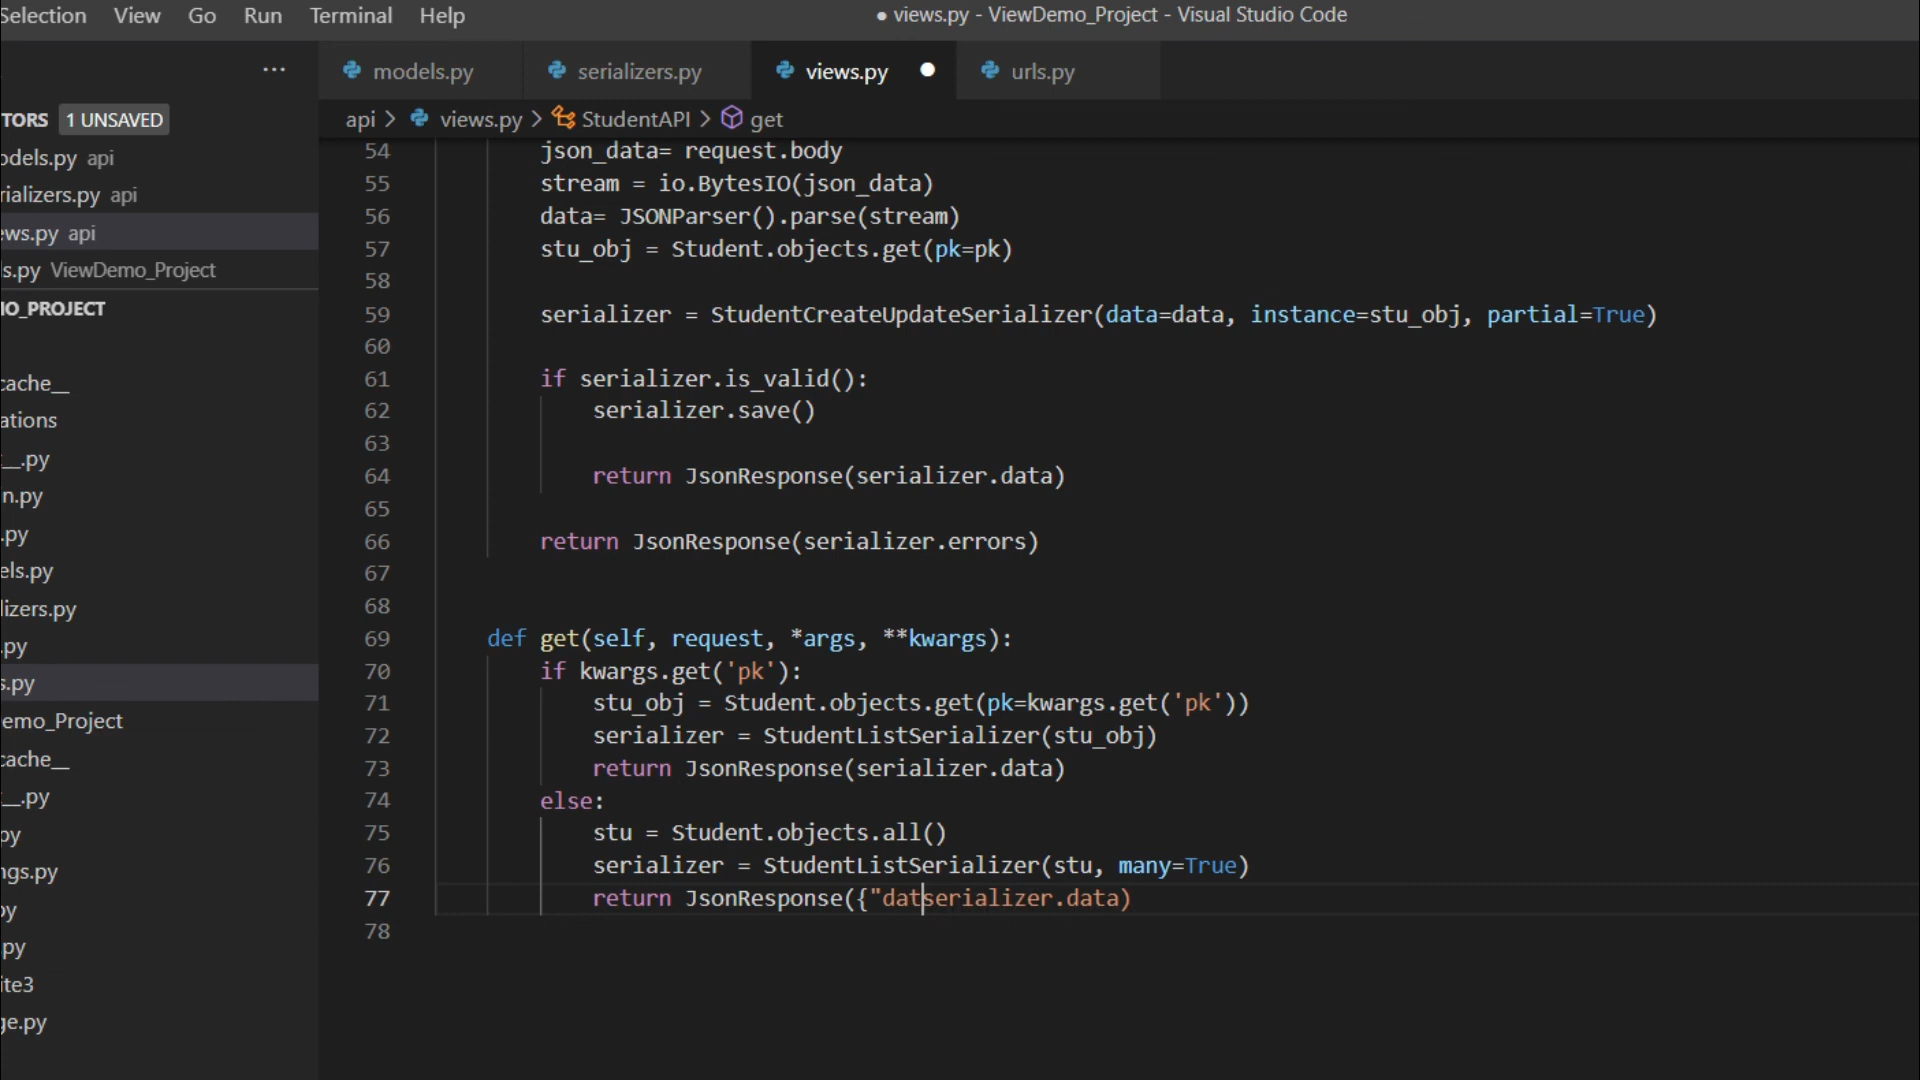 Selection View Go Run Terminal Help
● views.py - ViewDemo_Project - Visual Studio Code
... models.py serializers.py views.py ● urls.py
TORS 1 UNSAVED
api > views.py > StudentAPI > get
odels.py api
rializers.py api
ews.py api
ls.py ViewDemo_Project
IO_PROJECT
cache__
ations
__.py
in.py
.py
els.py
lizers.py
.py
s.py
emo_Project
cache__
__.py
py
ngs.py
py
.py
ite3
ge.py
54 json_data= request.body
55 stream = io.BytesIO(json_data)
56 data= JSONParser().parse(stream)
57 stu_obj = Student.objects.get(pk=pk)
58
59 serializer = StudentCreateUpdateSerializer(data=data, instance=stu_obj, partial=True)
60
61 if serializer.is_valid():
62 serializer.save()
63
64 return JsonResponse(serializer.data)
65
66 return JsonResponse(serializer.errors)
67
68
69 def get(self, request, *args, **kwargs):
70 if kwargs.get('pk'):
71 stu_obj = Student.objects.get(pk=kwargs.get('pk'))
72 serializer = StudentListSerializer(stu_obj)
73 return JsonResponse(serializer.data)
74 else:
75 stu = Student.objects.all()
76 serializer = StudentListSerializer(stu, many=True)
77 return JsonResponse({"datserializer.data)
78